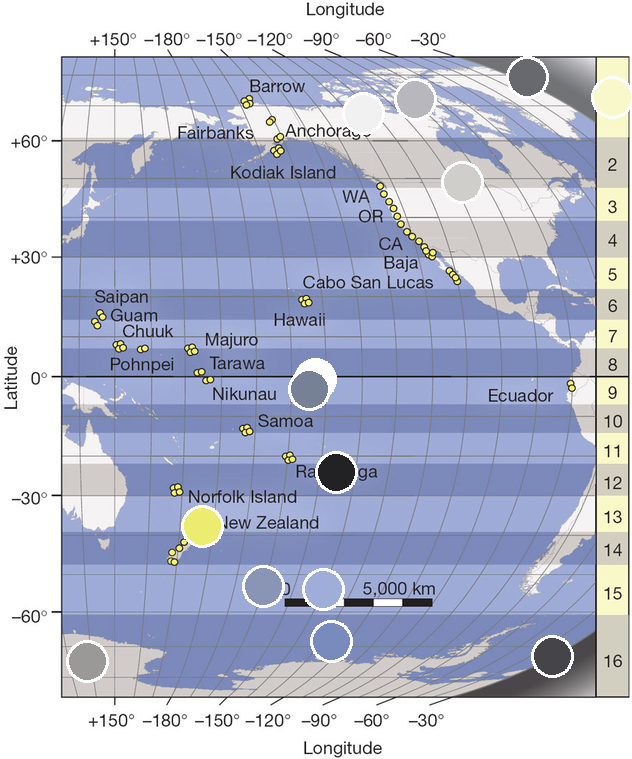 Longitude
+150° −180° −150° −120° −90° −60° −30°
Barrow
+60°
Fairbanks
Anchorage
Kodiak Island
2
WA
3
OR
CA
4
+30°
Baja
5
Cabo San Lucas
Saipan
6
Guam
Hawaii
Chuuk
7
Majuro
Pohnpei
Tarawa
8
Latitude
0°
Nikunau
Ecuador
9
Samoa
10
11
12
−30°
Norfolk Island
13
New Zealand
14
0 5,000 km
15
−60°
16
+150° −180° −150° −120° −90° −60° −30°
Longitude